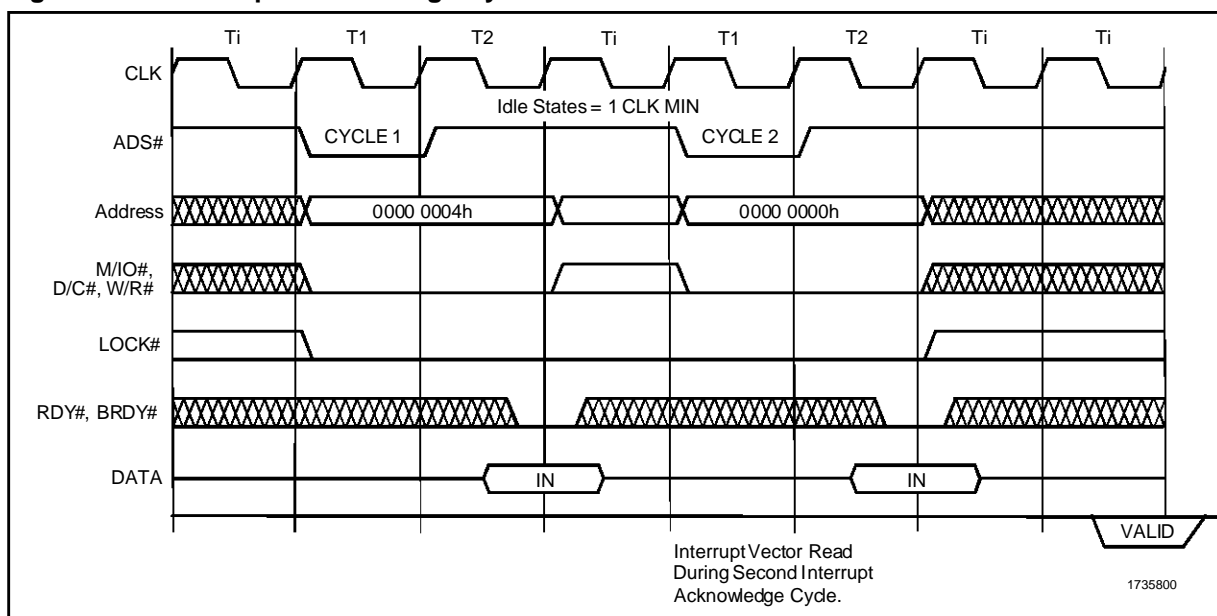 Ti T1 T2 Ti T1 T2 Ti Ti
CLK
Idle States = 1 CLK MIN
ADS# CYCLE 1 CYCLE 2
Address 0000 0004h 0000 0000h
M/IO#,
D/C#, W/R#
LOCK#
RDY#, BRDY#
DATA IN IN
VALID
Interrupt Vector Read
During Second Interrupt
Acknowledge Cycle.
1735800